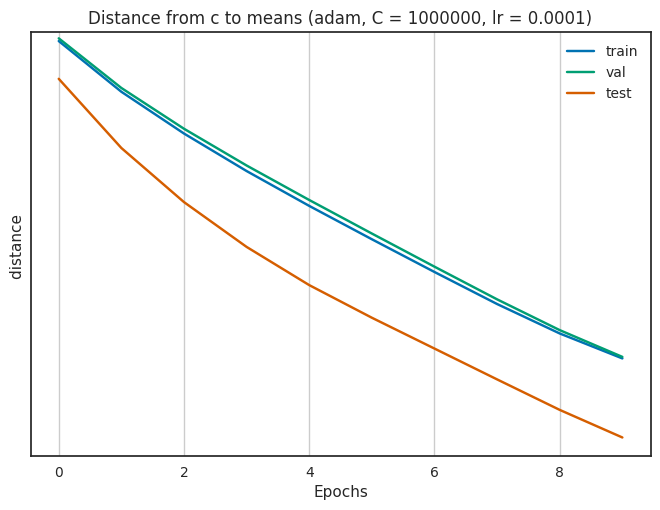 Distance from c to means (adam, C = 1000000, lr = 0.0001)
train
val
test
distance
0 2 4 6 8
Epochs